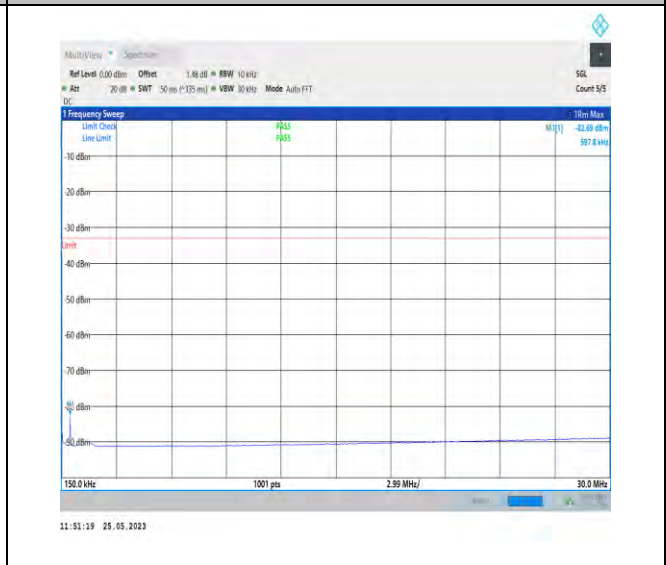 MultiView Spectrum
Ref Level 0.00 dBm Offset 1.48 dB RBW 10 kHz SGL
Att 20 dB SWT 50 ms (~335 ms) VBW 30 kHz Mode Auto FFT Count 5/5
DC
1 Frequency Sweep 1Rm Max
Limit Check PASS M1[1] -82.69 dBm
Line Limit PASS 597.8 kHz
-10 dBm
-20 dBm
-30 dBm
Limit
-40 dBm
-50 dBm
-60 dBm
-70 dBm
dBm
-90 dBm
150.0 kHz 1001 pts 2.99 MHz/ 30.0 MHz
11:51:19 25.05.2023